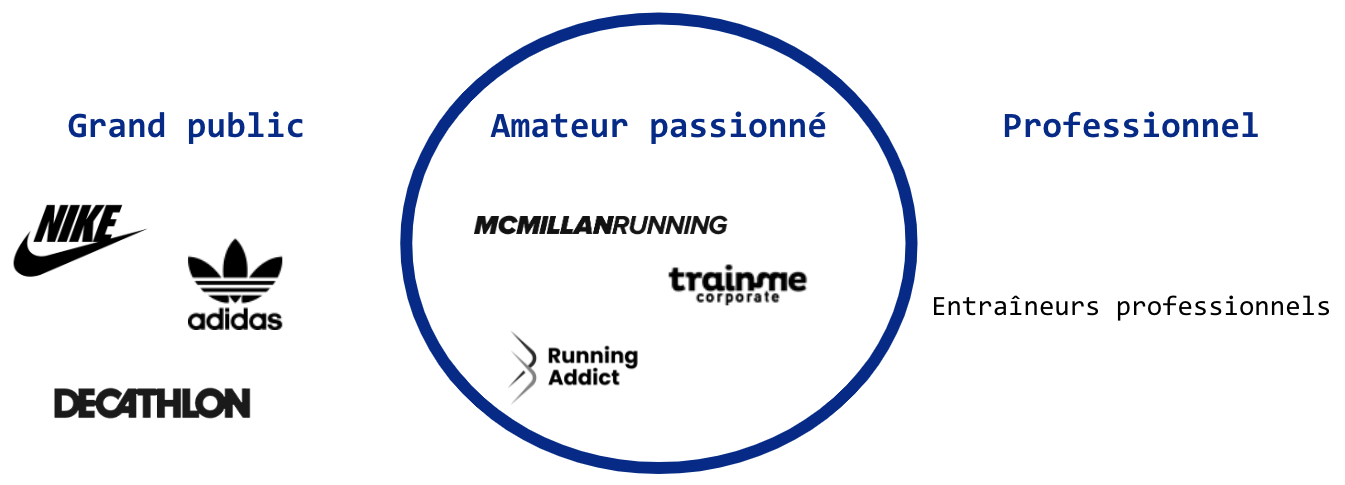 Grand public
Amateur passionné
Professionnel
NIKE
adidas
DECATHLON
MCMILLANRUNNING
trainme
corporate
Running
Addict
Entraîneurs professionnels